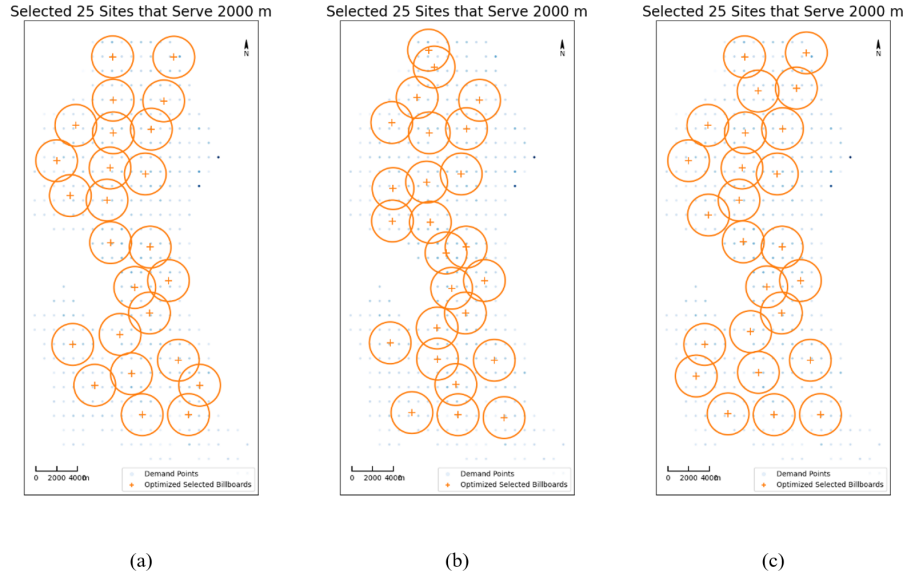 Selected 25 Sites that Serve 2000 m
N
0 2000 4000m
Demand Points
Optimized Selected Billboards
(a)
Selected 25 Sites that Serve 2000 m
N
0 2000 4000m
Demand Points
Optimized Selected Billboards
(b)
Selected 25 Sites that Serve 2000 m
N
0 2000 4000m
Demand Points
Optimized Selected Billboards
(c)